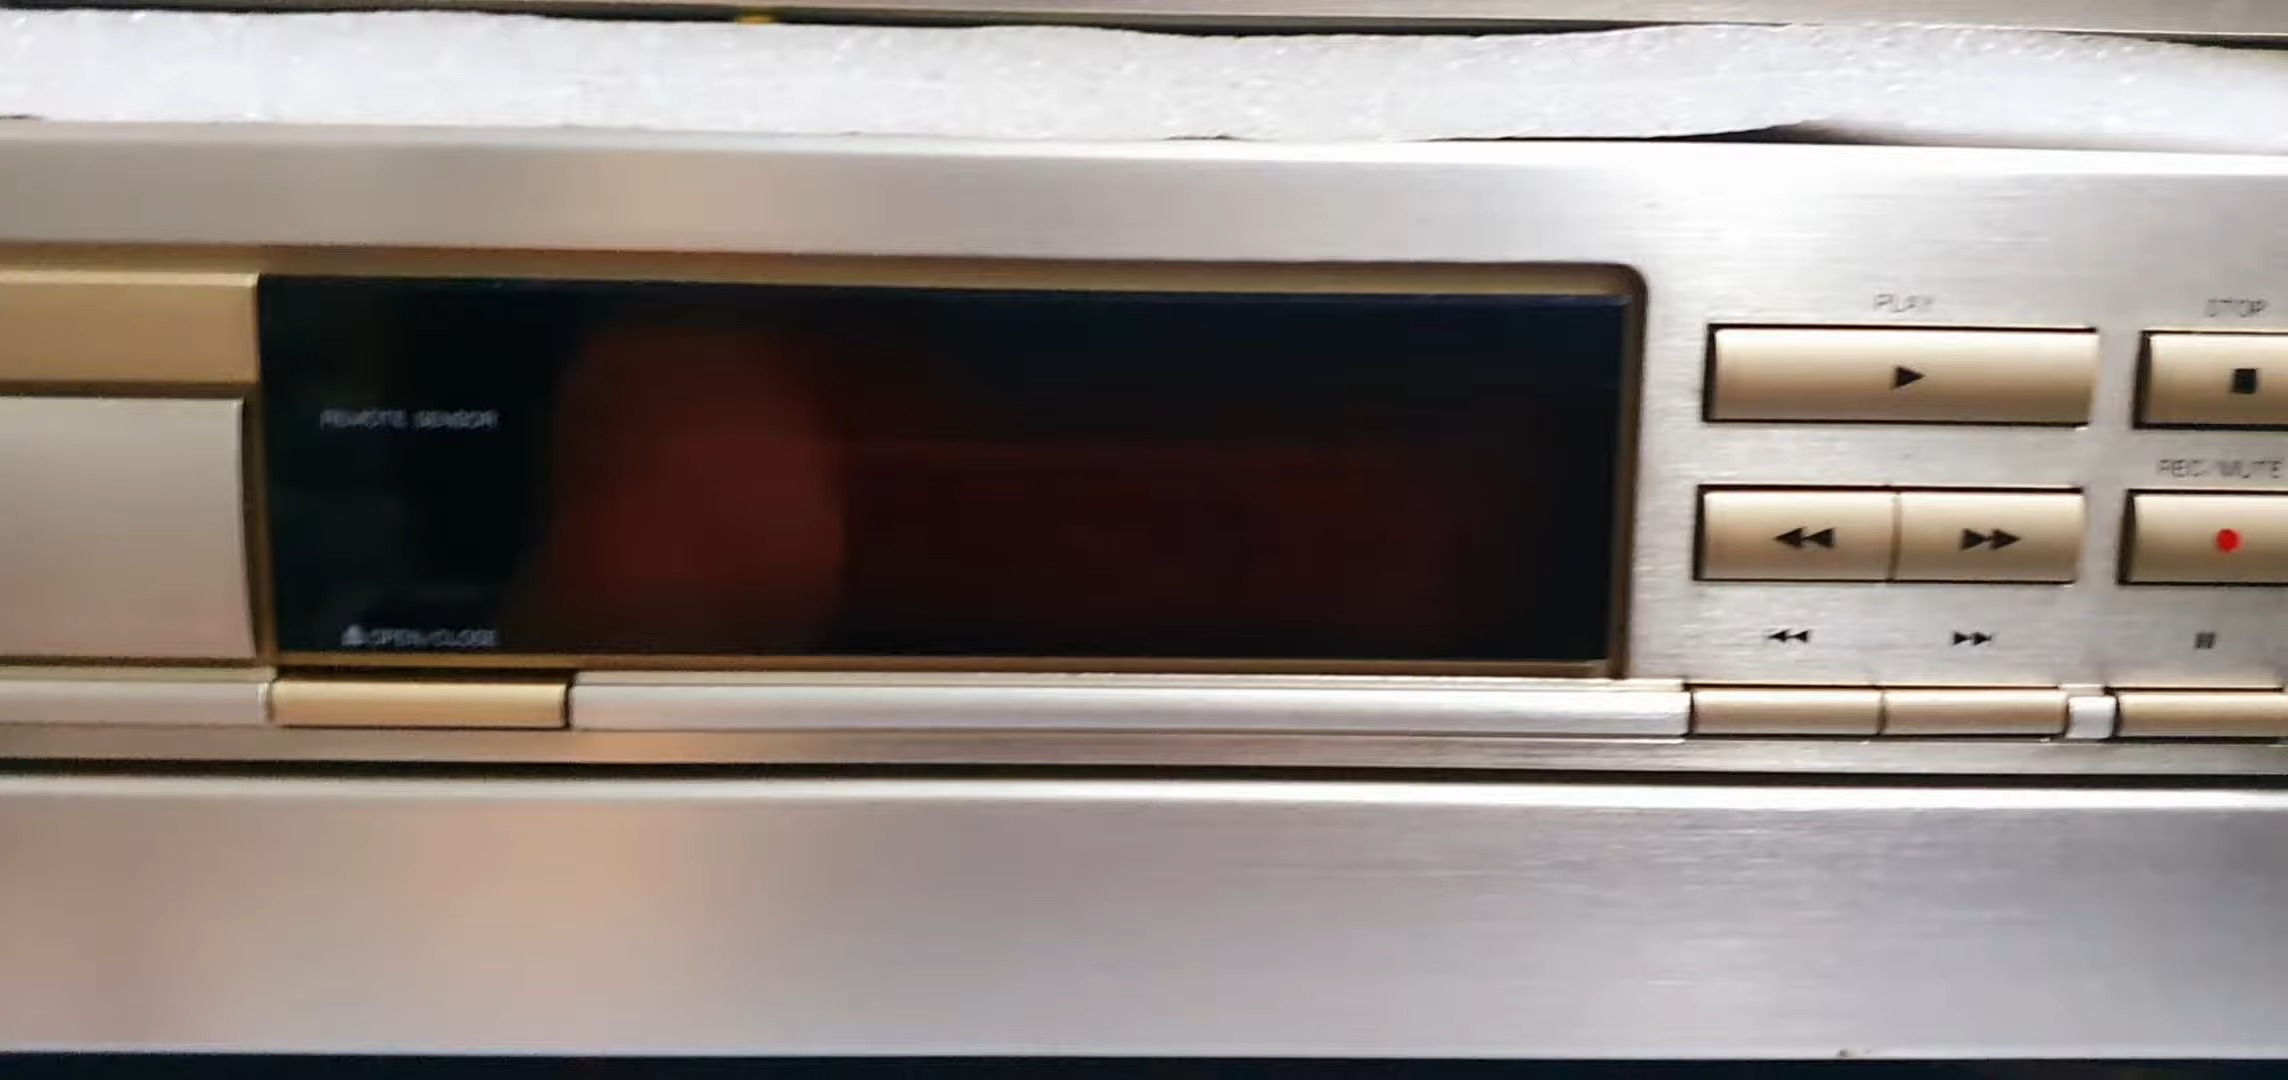 PLAY
STOP
REMOTE SENSOR
REC/MUTE
OPEN/CLOSE